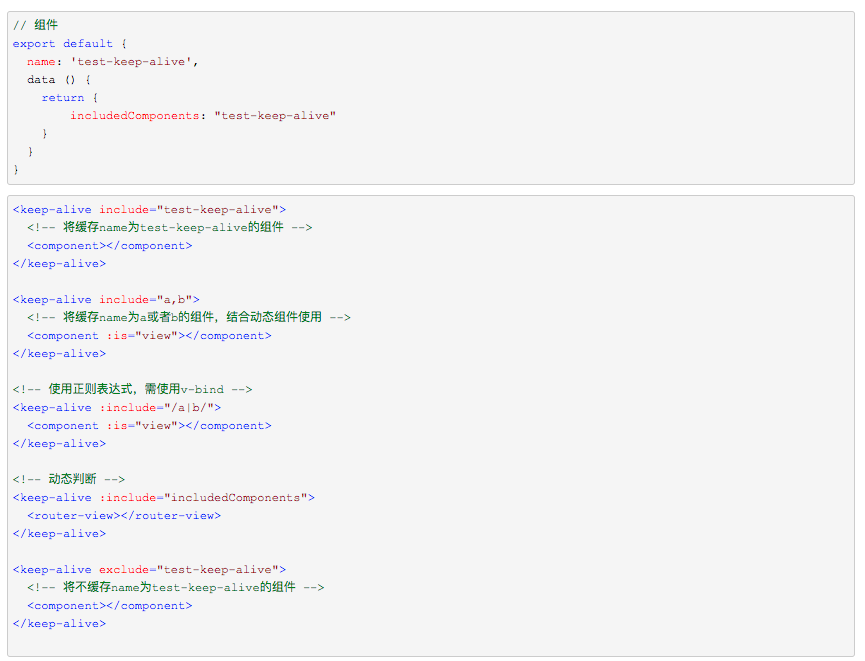 // 组件
export default {
  name: 'test-keep-alive',
  data () {
    return {
        includedComponents: "test-keep-alive"
    }
  }
}
<keep-alive include="test-keep-alive">
  <!-- 将缓存name为test-keep-alive的组件 -->
  <component></component>
</keep-alive>

<keep-alive include="a,b">
  <!-- 将缓存name为a或者b的组件，结合动态组件使用 -->
  <component :is="view"></component>
</keep-alive>

<!-- 使用正则表达式，需使用v-bind -->
<keep-alive :include="/a|b/">
  <component :is="view"></component>
</keep-alive>

<!-- 动态判断 -->
<keep-alive :include="includedComponents">
  <router-view></router-view>
</keep-alive>

<keep-alive exclude="test-keep-alive">
  <!-- 将不缓存name为test-keep-alive的组件 -->
  <component></component>
</keep-alive>